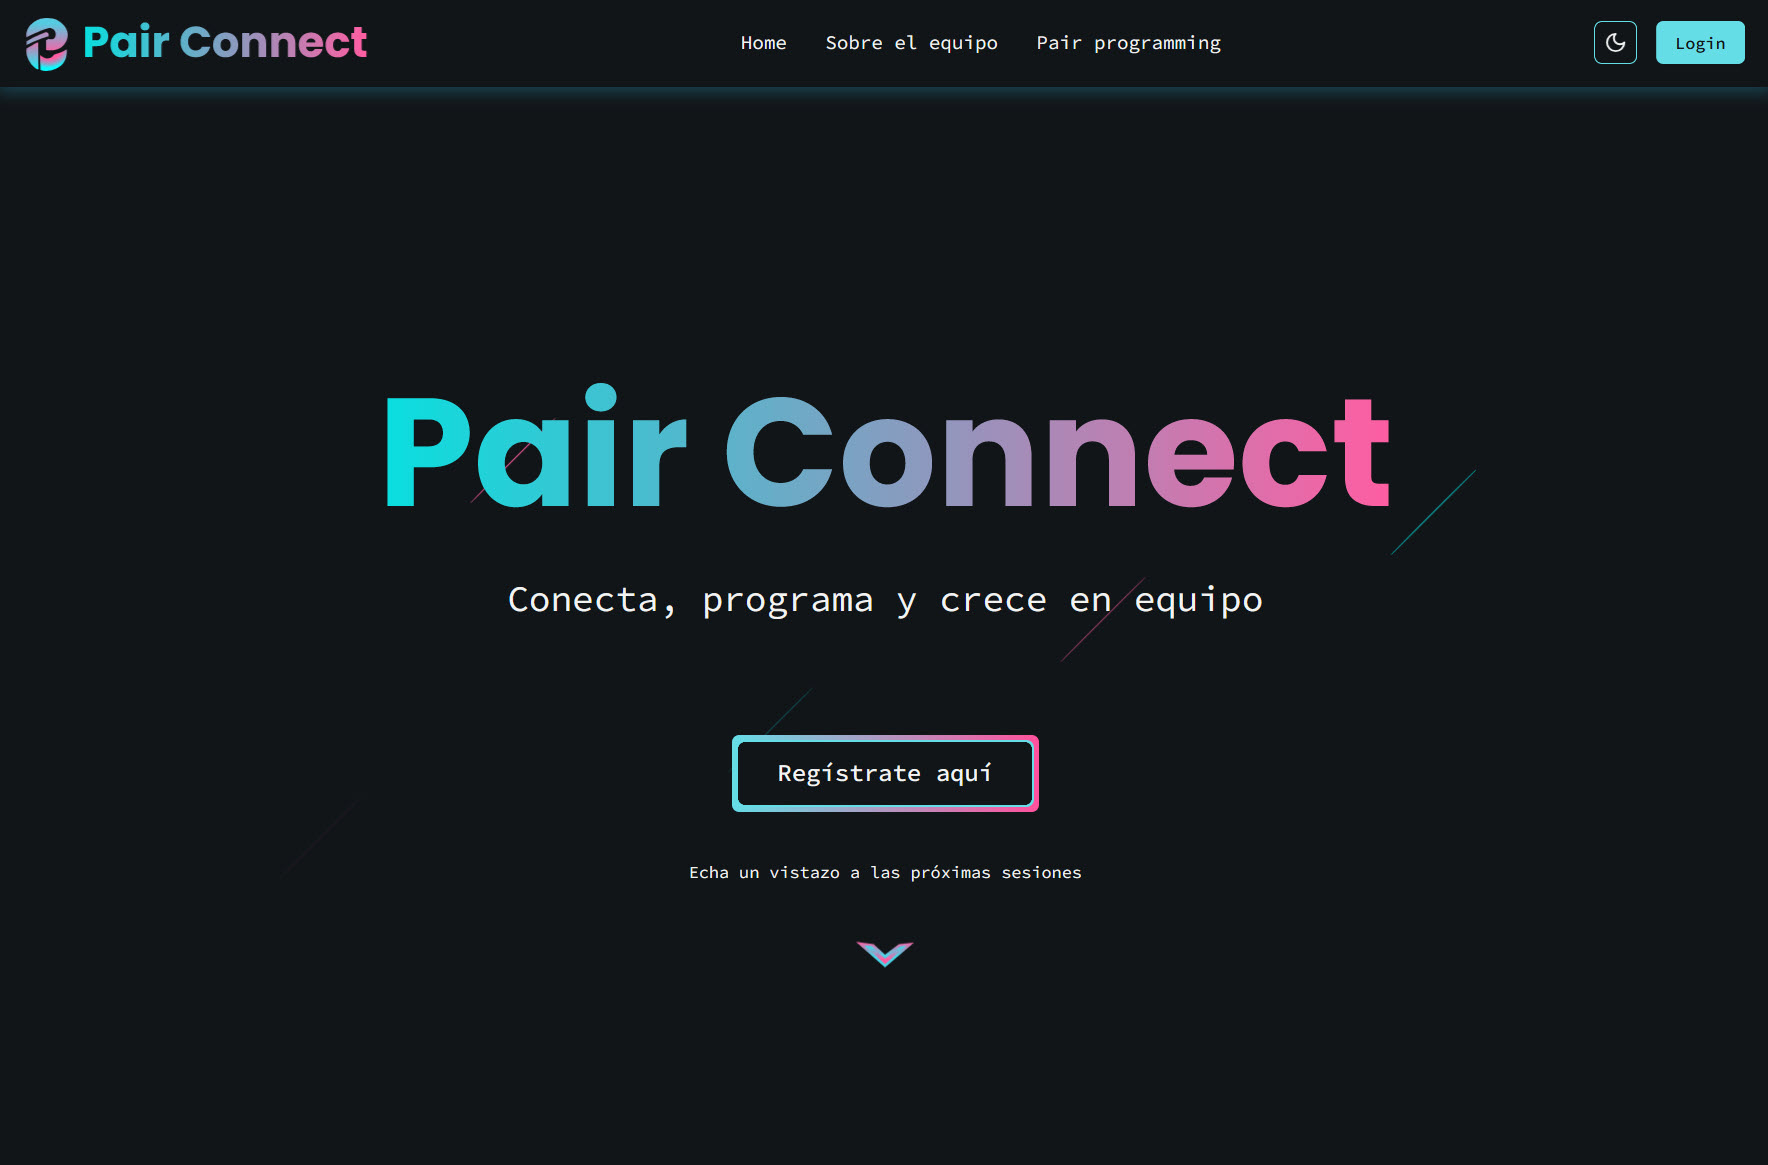 Pair Connect
Home
Sobre el equipo
Pair programming
Login
Pair Connect
Conecta, programa y crece en equipo
Regístrate aquí
Echa un vistazo a las próximas sesiones